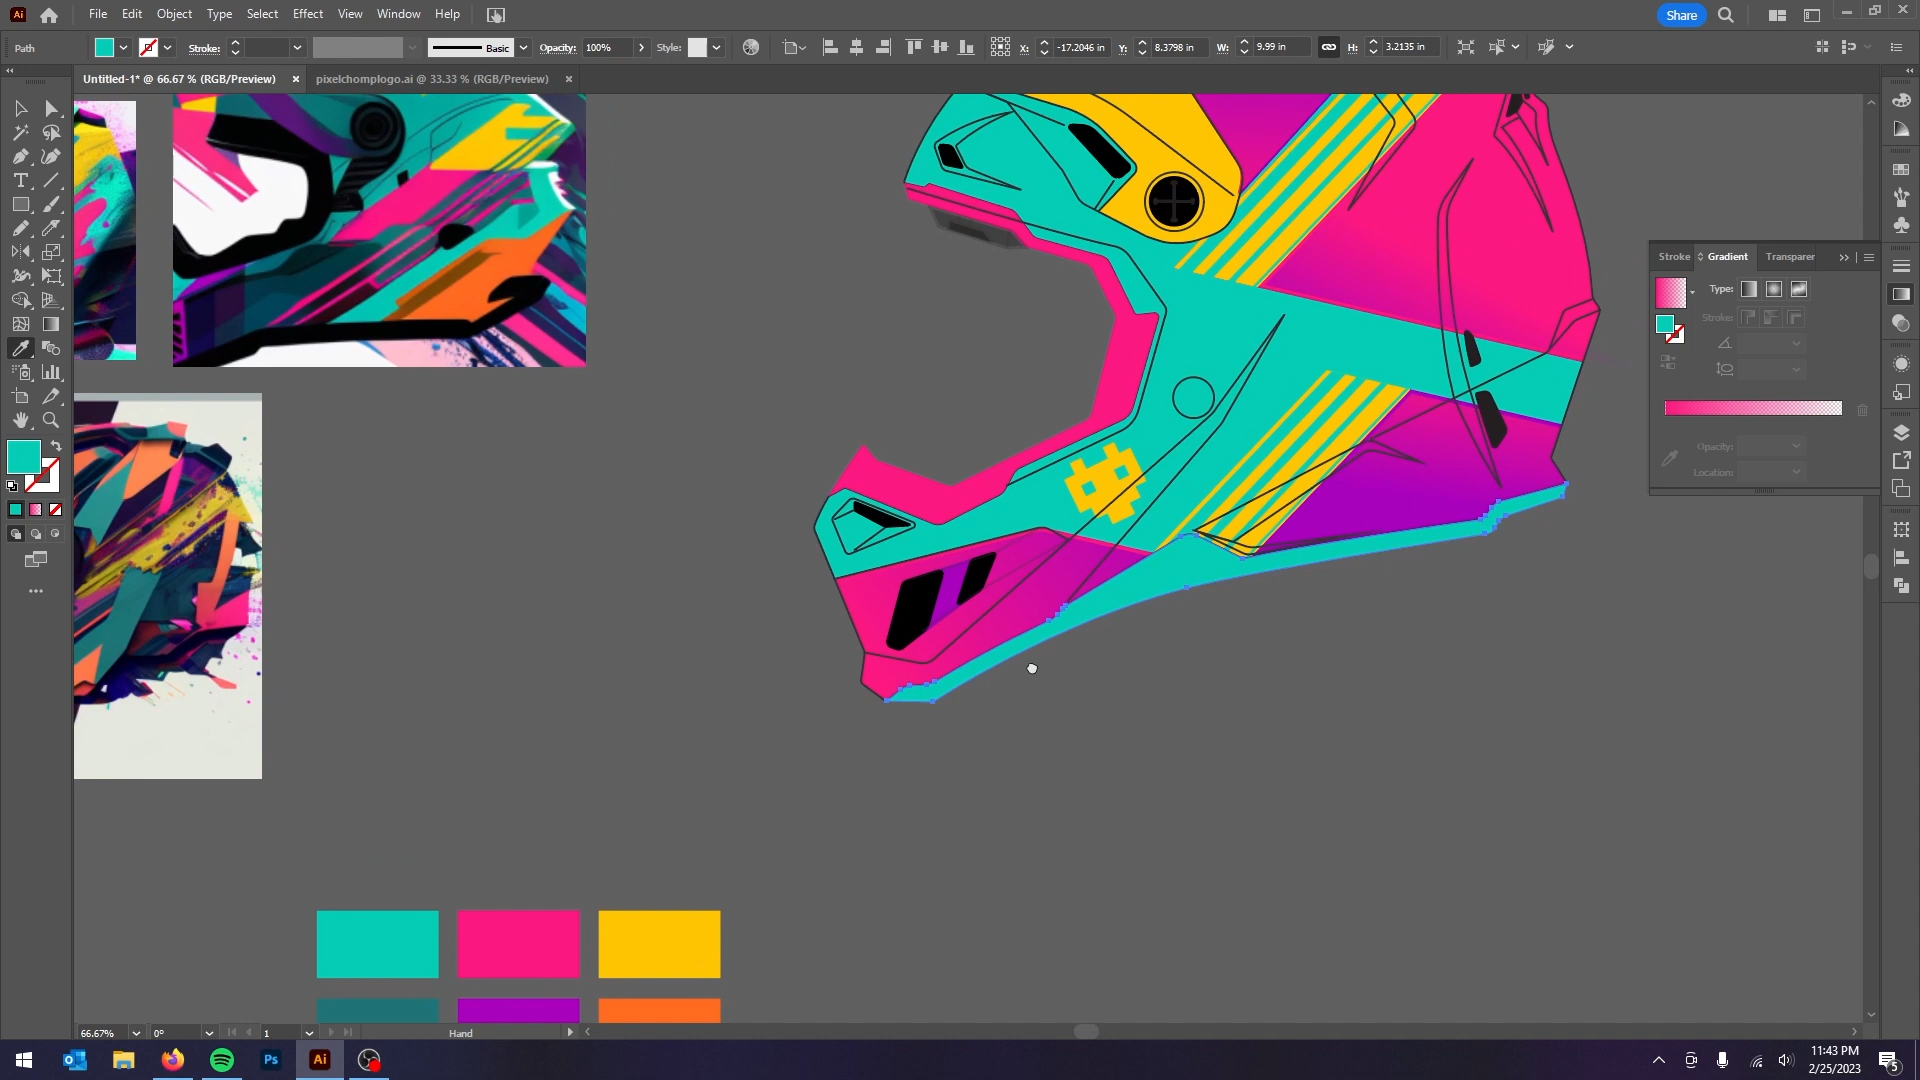 Ai
File Edit Object Type Select Effect View Window Help
Share
Path
Stroke:
Basic
Opacity: 100%
Style:
X: -17.2046 in
Y: 8.3798 in
W: 9.99 in
H: 3.2135 in
Untitled-1* @ 66.67 % (RGB/Preview) ×
pixelchomplogo.ai @ 33.33 % (RGB/Preview) ×
Stroke Gradient Transparer
Type:
Stroke:
Opacity:
Location:
66.67%
0°
1
Hand
Ps
Ai
11:43 PM
2/25/2023
5